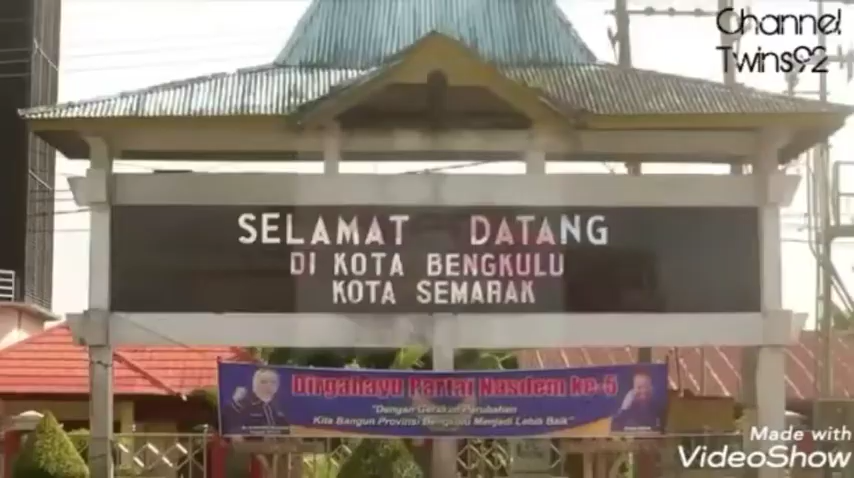 Channel
Twins92
SELAMAT DATANG
DI KOTA BENGKULU
KOTA SEMARAK
Dirgahayu Partai Nasdem ke-5
"Dengan Gerakan Perubahan
Kita Bangun Provinsi Bengkulu Menjadi Lebih Baik"
Made with
VideoShow